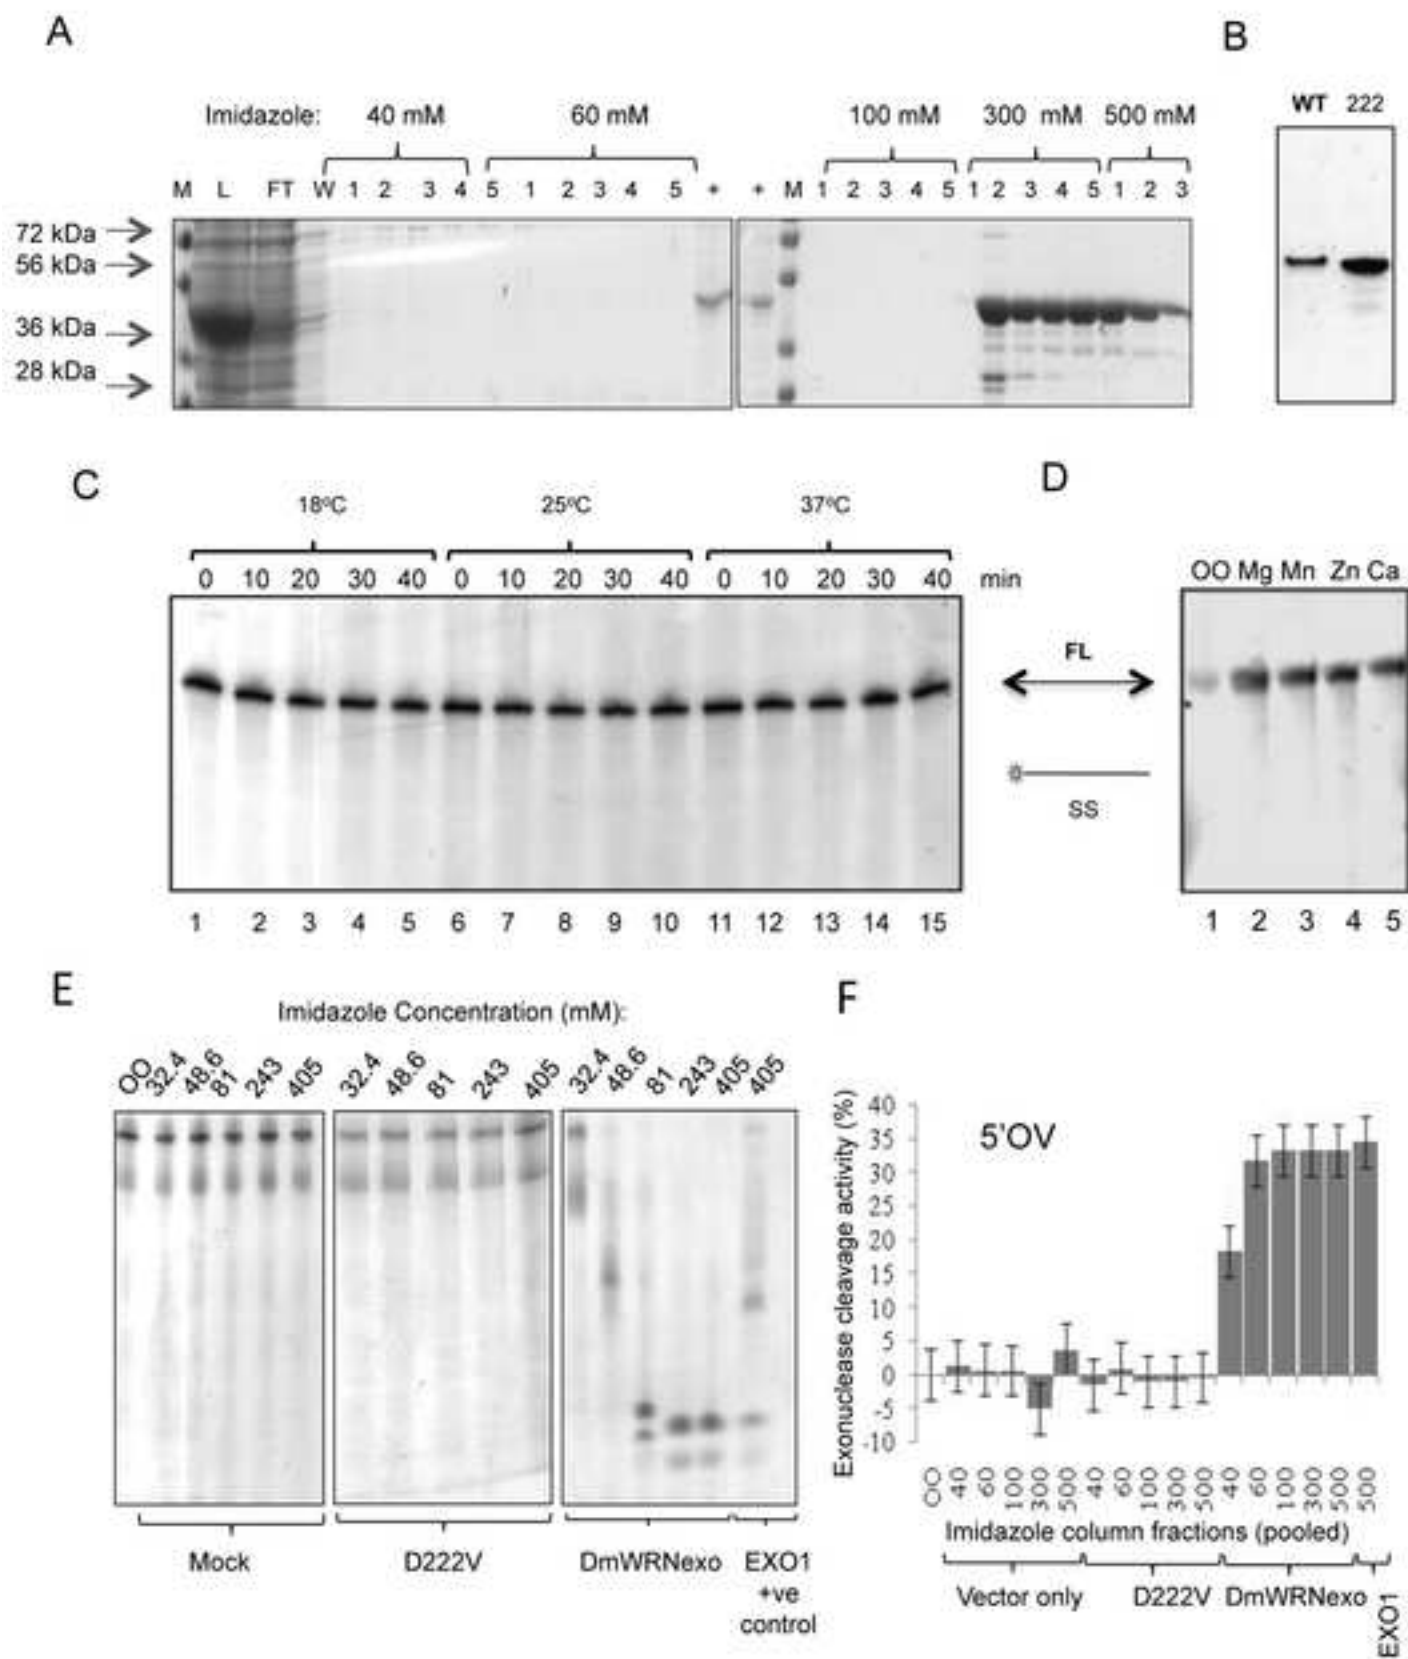 A
Imidazole: 40 mM 60 mM 100 mM 300 mM 500 mM
M L FT W 1 2 3 4 5 1 2 3 4 5 + + M 1 2 3 4 5 1 2 3 4 5 1 2 3
72 kDa
56 kDa
36 kDa
28 kDa
B
WT 222
C
18°C 25°C 37°C
0 10 20 30 40 0 10 20 30 40 0 10 20 30 40 min
1 2 3 4 5 6 7 8 9 10 11 12 13 14 15
FL
SS
D
OO Mg Mn Zn Ca
1 2 3 4 5
E
Imidazole Concentration (mM):
OO 32.4 48.6 81 243 405 32.4 48.6 81 243 405 32.4 48.6 81 243 405 405
Mock D222V DmWRNexo EXO1
+ve
control
F
5'OV
Exonuclease cleavage activity (%)
40
35
30
25
20
15
10
5
0
-5
-10
OO 40 60 100 300 500 40 60 100 300 500 40 60 100 300 500 500
Imidazole column fractions (pooled)
Vector only D222V DmWRNexo EXO1